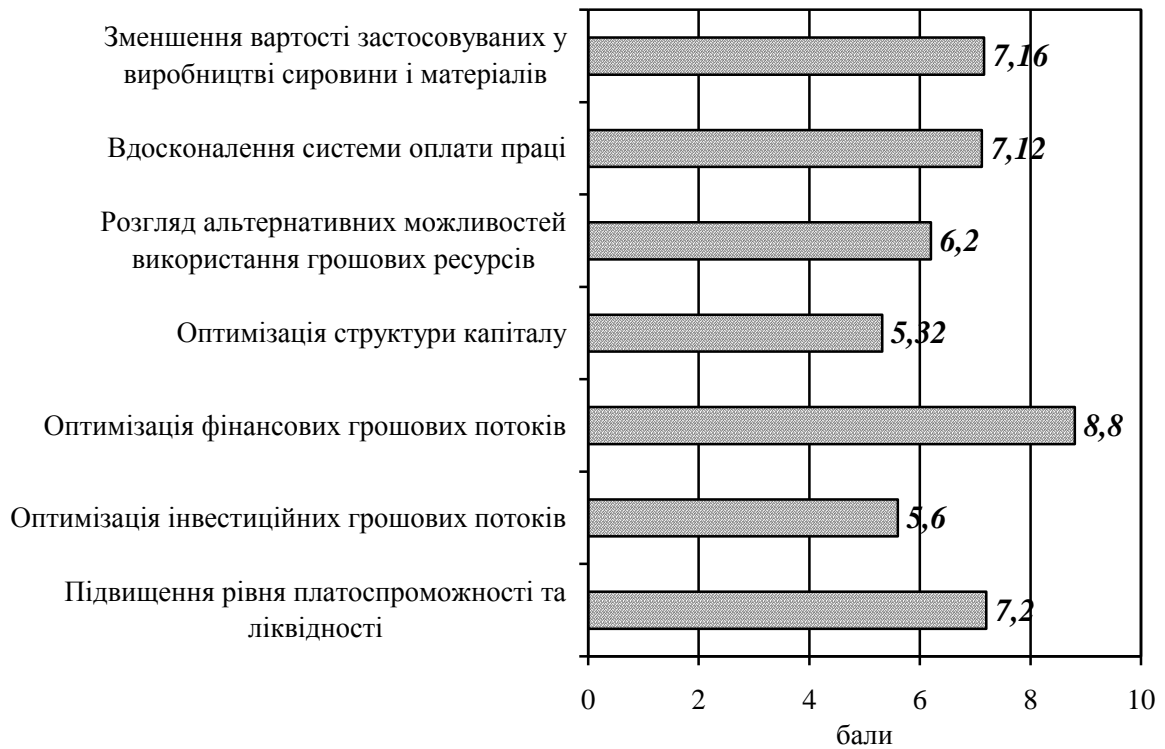 Зменшення вартості застосовуваних у
виробництві сировини і матеріалів
7,16
Вдосконалення системи оплати праці
7,12
Розгляд альтернативних можливостей
використання грошових ресурсів
6,2
Оптимізація структури капіталу
5,32
Оптимізація фінансових грошових потоків
8,8
Оптимізація інвестиційних грошових потоків
5,6
Підвищення рівня платоспроможності та
ліквідності
7,2
0 2 4 6 8 10
бали